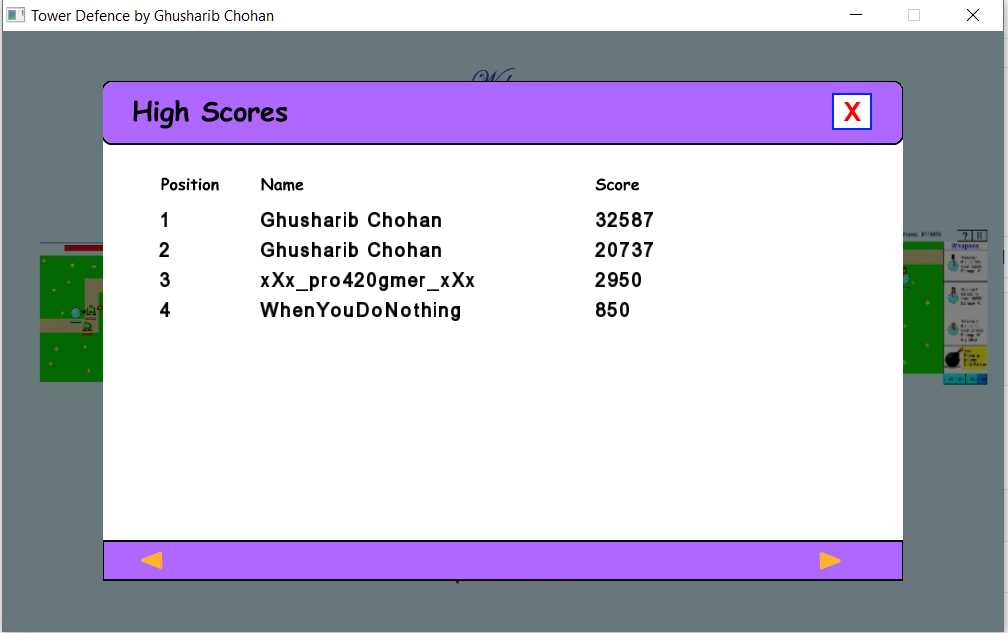 Tower Defence by Ghusharib Chohan
High Scores
X
Position Name Score
1 Ghusharib Chohan 32587
2 Ghusharib Chohan 20737
3 xXx_pro420gmer_xXx 2950
4 WhenYouDoNothing 850
Weapons